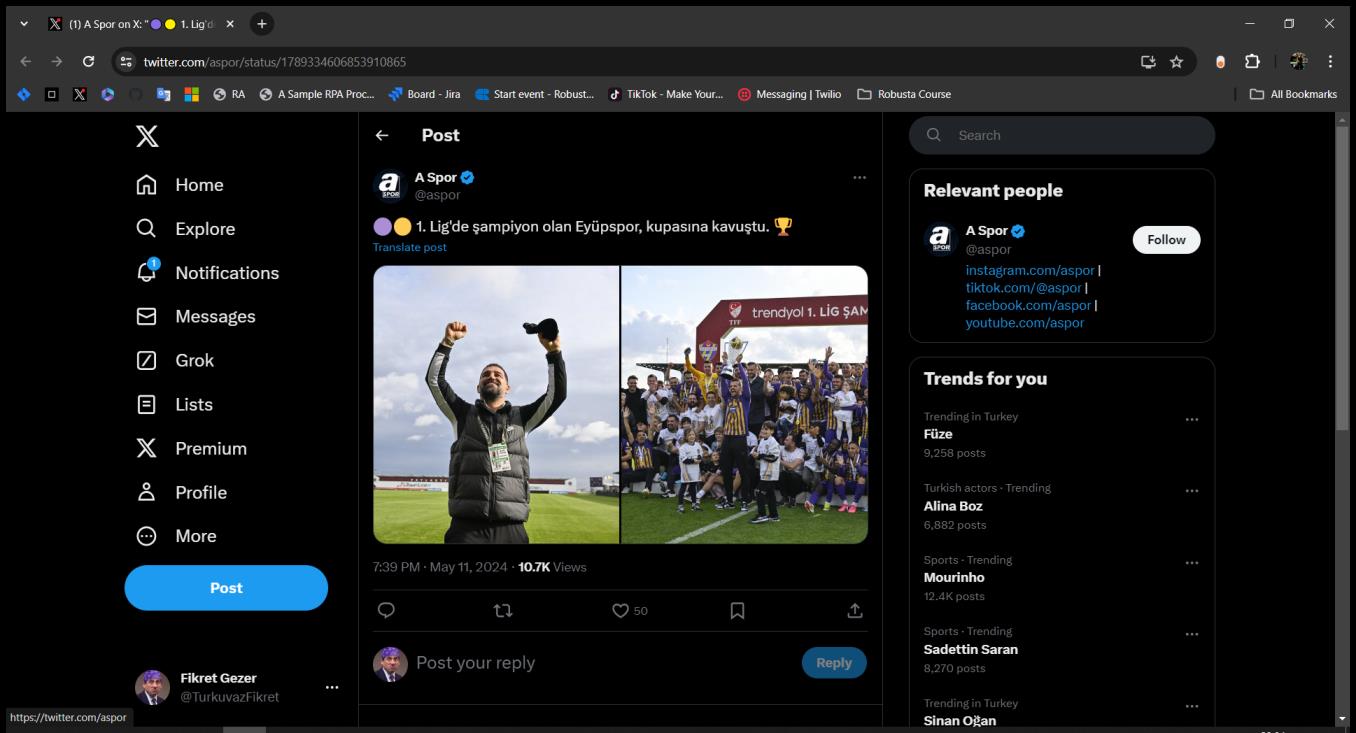 (1) A Spor on X: "🟣🟡 1. Lig'd
twitter.com/aspor/status/1789334606853910865
RA
A Sample RPA Proc...
Board - Jira
Start event - Robust...
TikTok - Make Your...
Messaging | Twilio
Robusta Course
All Bookmarks
Home
Explore
1
Notifications
Messages
Grok
Lists
Premium
Profile
More
Post
Fikret Gezer
@TurkuvazFikret
https://twitter.com/aspor
Post
a
SPOR
A Spor
@aspor
🟣🟡 1. Lig'de şampiyon olan Eyüpspor, kupasına kavuştu. 🏆
Translate post
TFF
trendyol 1. LİG ŞAM
7:39 PM · May 11, 2024 · 10.7K Views
50
Post your reply
Reply
Search
Relevant people
a
SPOR
A Spor
@aspor
Follow
instagram.com/aspor |
tiktok.com/@aspor |
facebook.com/aspor |
youtube.com/aspor
Trends for you
Trending in Turkey
Füze
9,258 posts
Turkish actors · Trending
Alina Boz
6,882 posts
Sports · Trending
Mourinho
12.4K posts
Sports · Trending
Sadettin Saran
8,270 posts
Trending in Turkey
Sinan Oğan